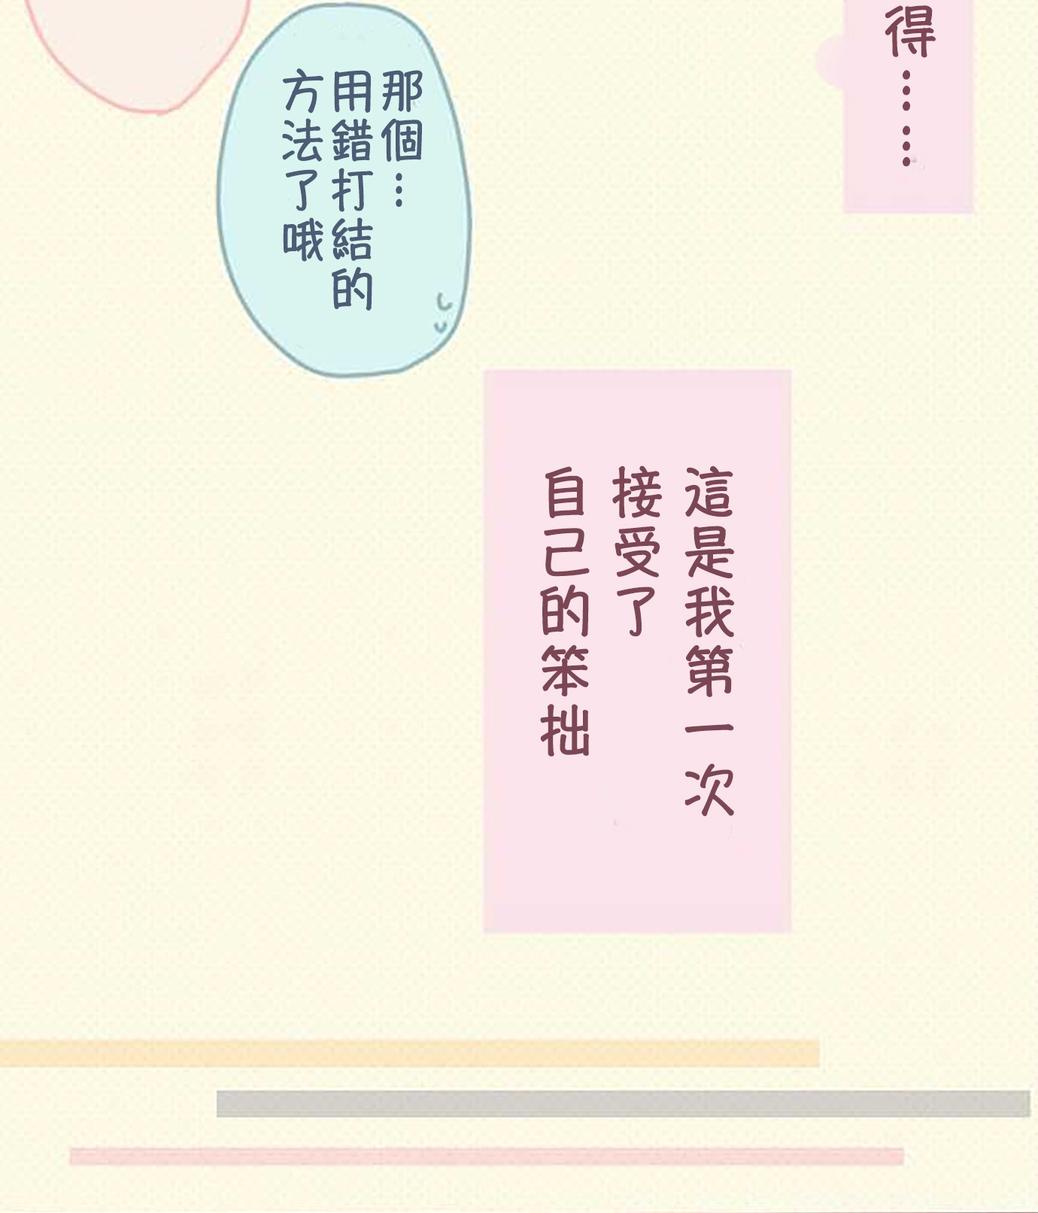 得⋯⋯
那個⋯
用錯打結的
方法了哦
這是我第一次
接受了
自己的笨拙